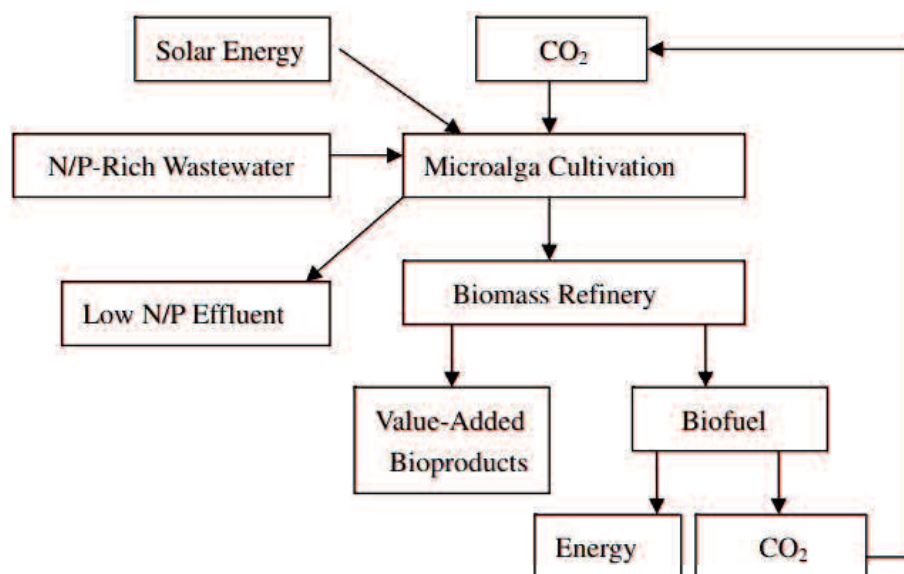 Solar Energy
CO₂
N/P-Rich Wastewater
Microalga Cultivation
Low N/P Effluent
Biomass Refinery
Value-Added
Bioproducts
Biofuel
Energy
CO₂